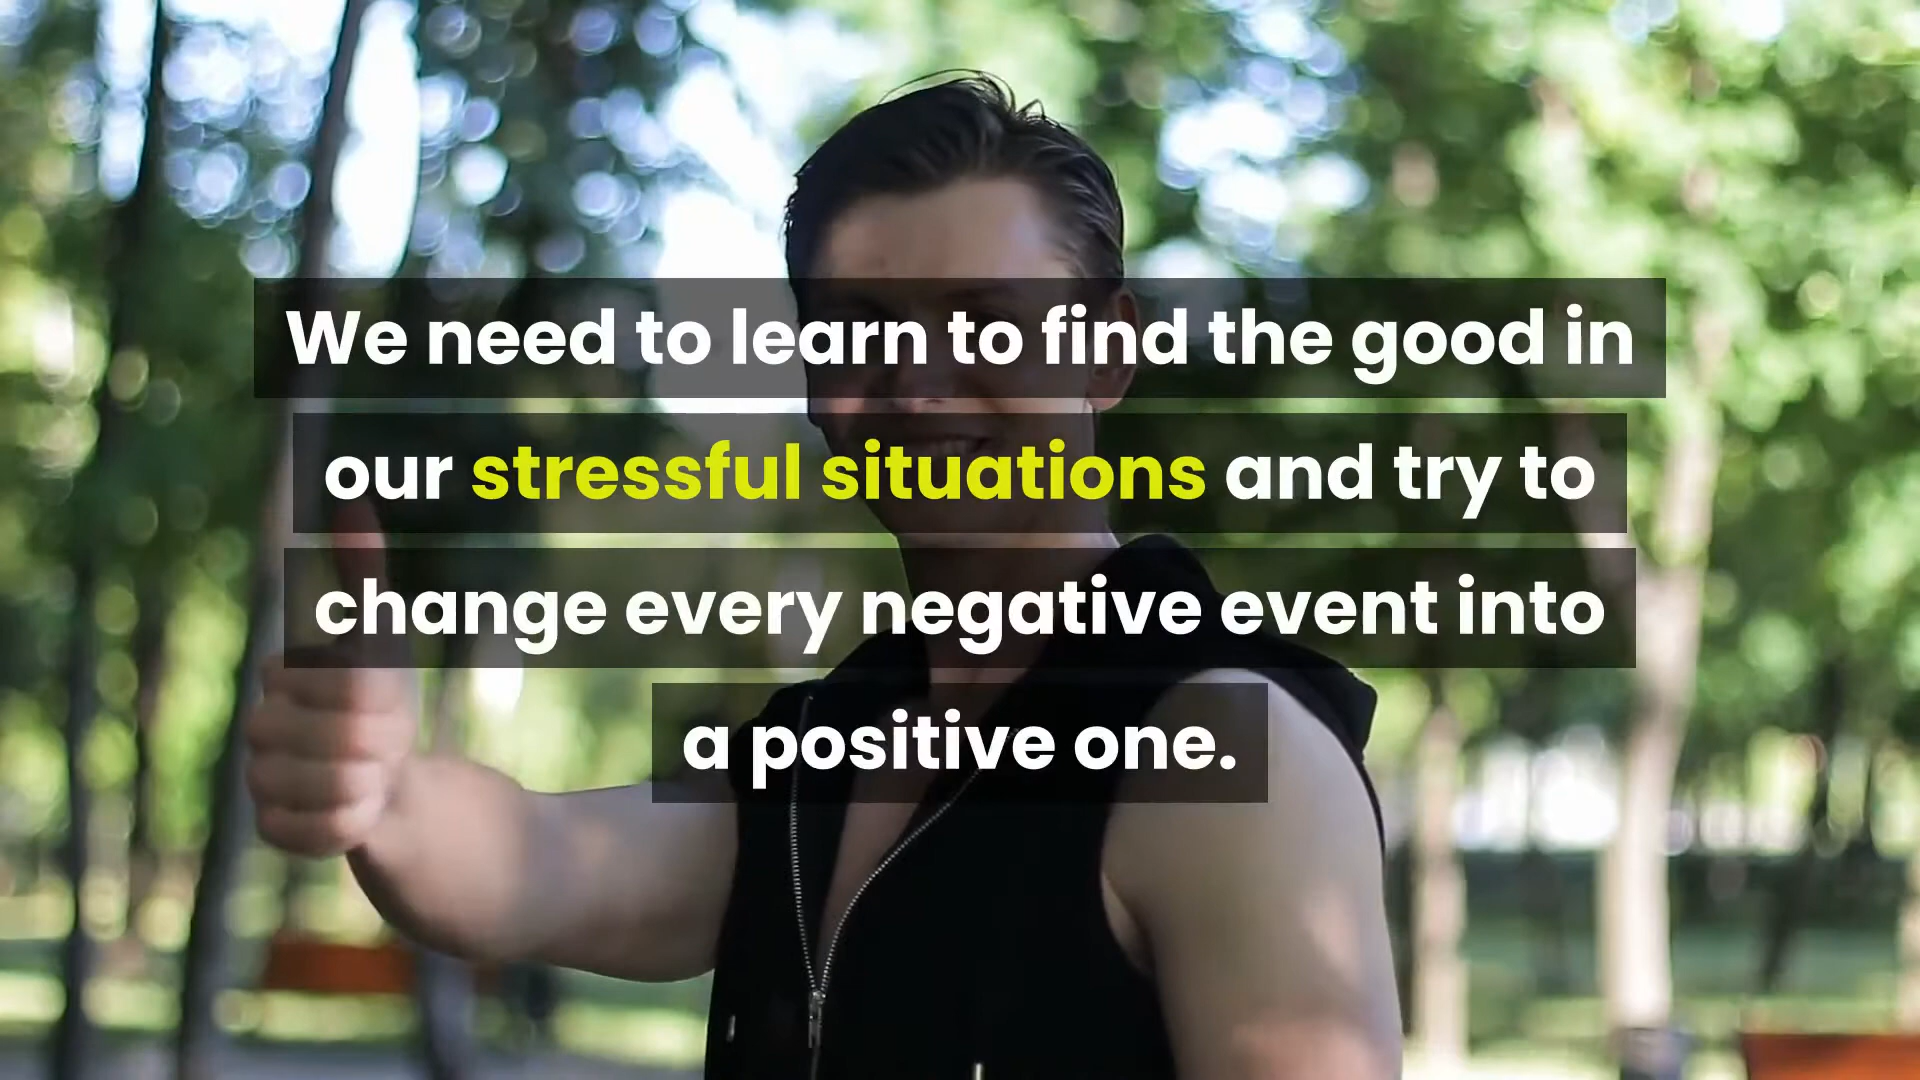 We need to learn to find the good in
our stressful situations and try to
change every negative event into
a positive one.